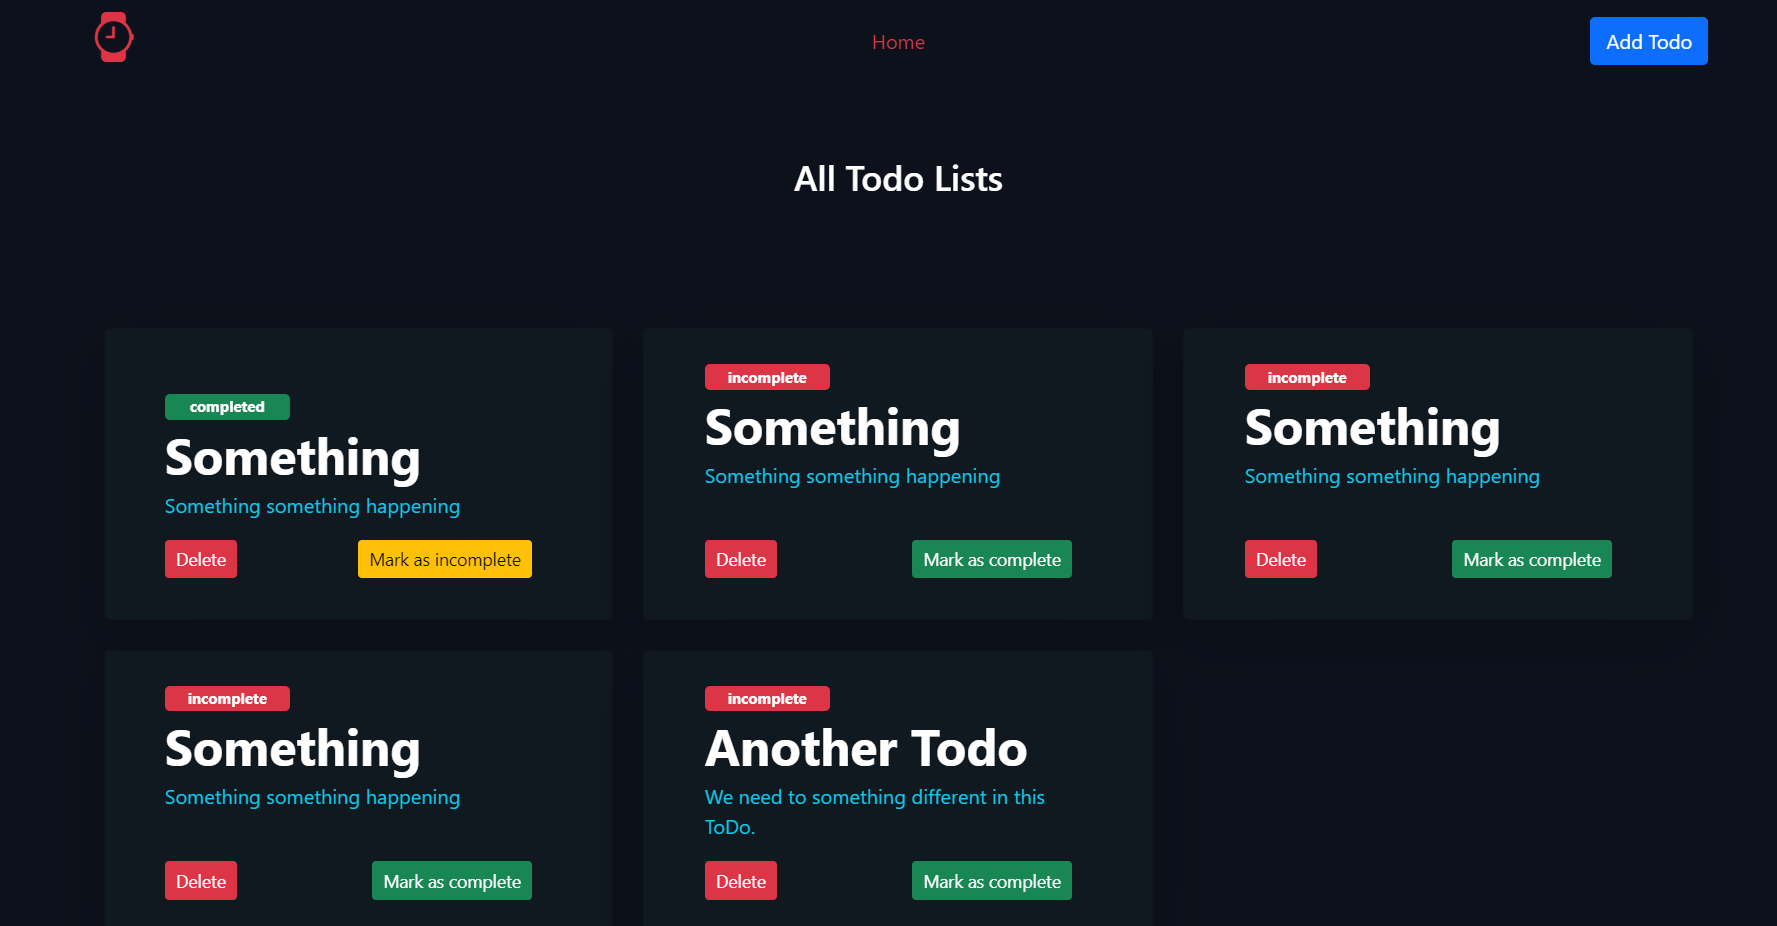 Home
Add Todo
All Todo Lists
completed
Something
Something something happening
Delete
Mark as incomplete
incomplete
Something
Something something happening
Delete
Mark as complete
incomplete
Something
Something something happening
Delete
Mark as complete
incomplete
Something
Something something happening
Delete
Mark as complete
incomplete
Another Todo
We need to something different in this
ToDo.
Delete
Mark as complete